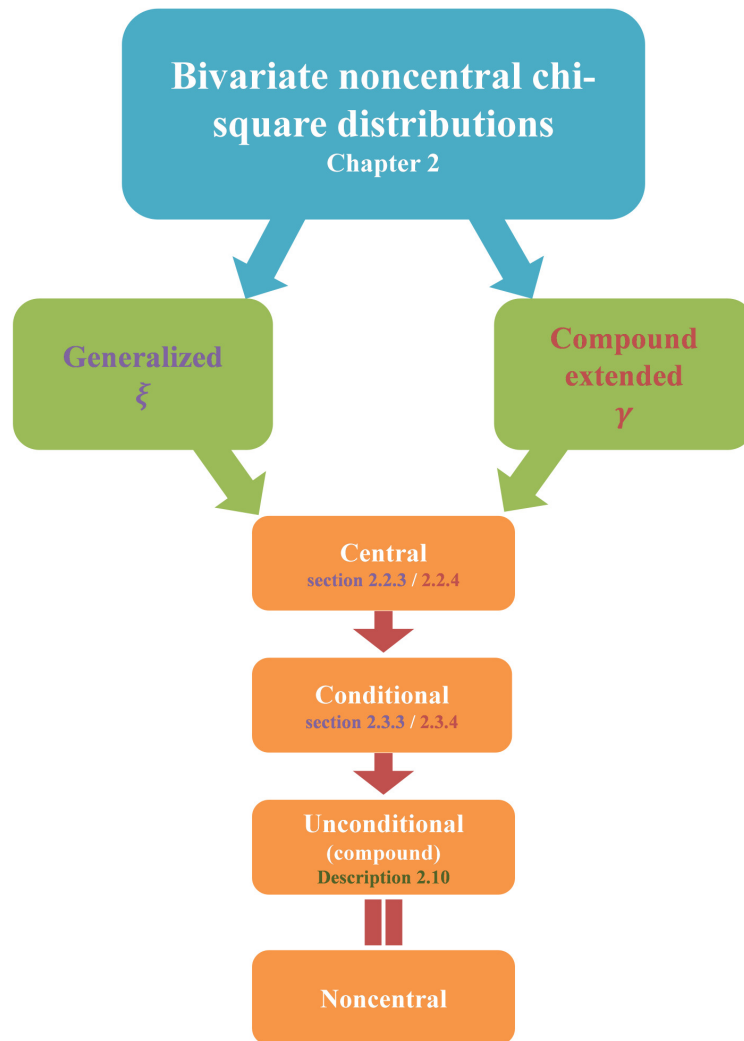 Bivariate noncentral chi-
square distributions
Chapter 2
Generalized
ξ
Compound
extended
γ
Central
section 2.2.3 / 2.2.4
Conditional
section 2.3.3 / 2.3.4
Unconditional
(compound)
Description 2.10
Noncentral